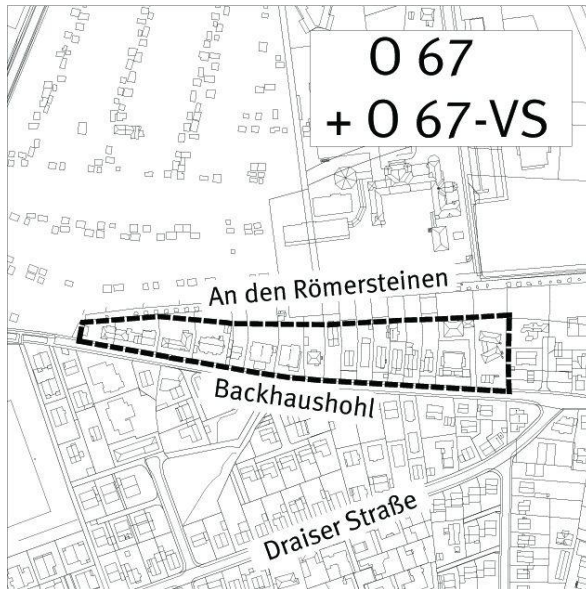 O 67
+ O 67-VS
An den Römersteinen
Backhaushohl
Draiser Straße